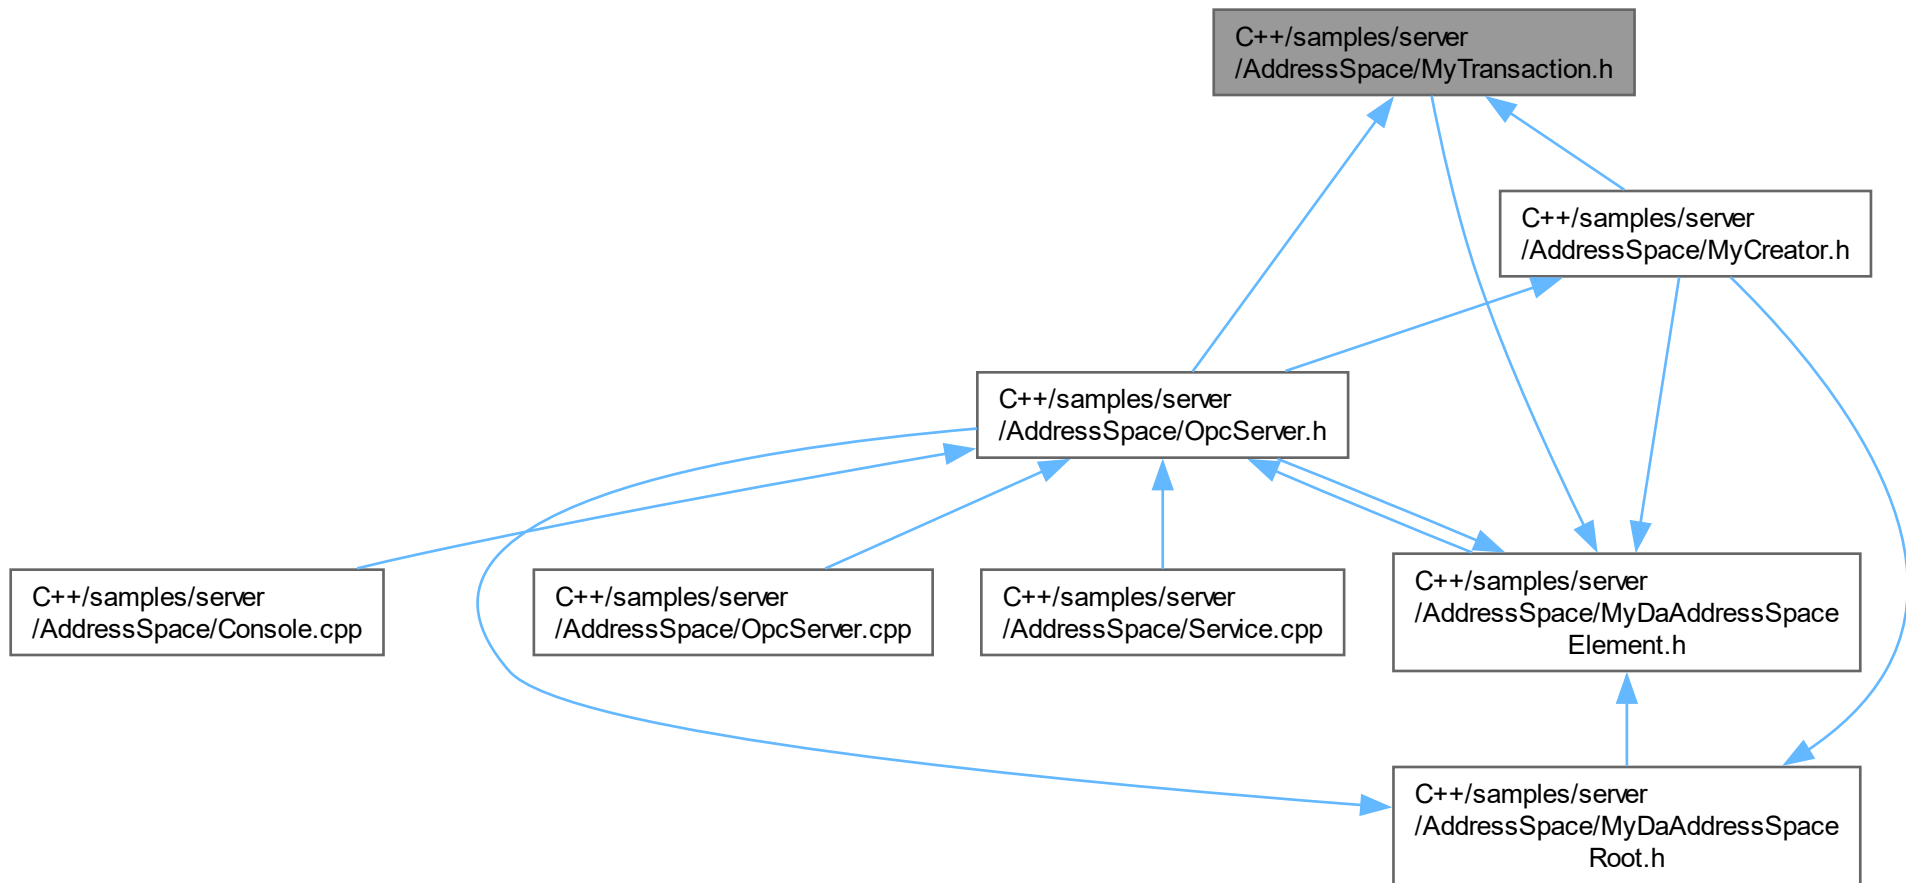 C++/samples/server
/AddressSpace/MyTransaction.h
C++/samples/server
/AddressSpace/MyCreator.h
C++/samples/server
/AddressSpace/OpcServer.h
C++/samples/server
/AddressSpace/Console.cpp
C++/samples/server
/AddressSpace/OpcServer.cpp
C++/samples/server
/AddressSpace/Service.cpp
C++/samples/server
/AddressSpace/MyDaAddressSpace
Element.h
C++/samples/server
/AddressSpace/MyDaAddressSpace
Root.h